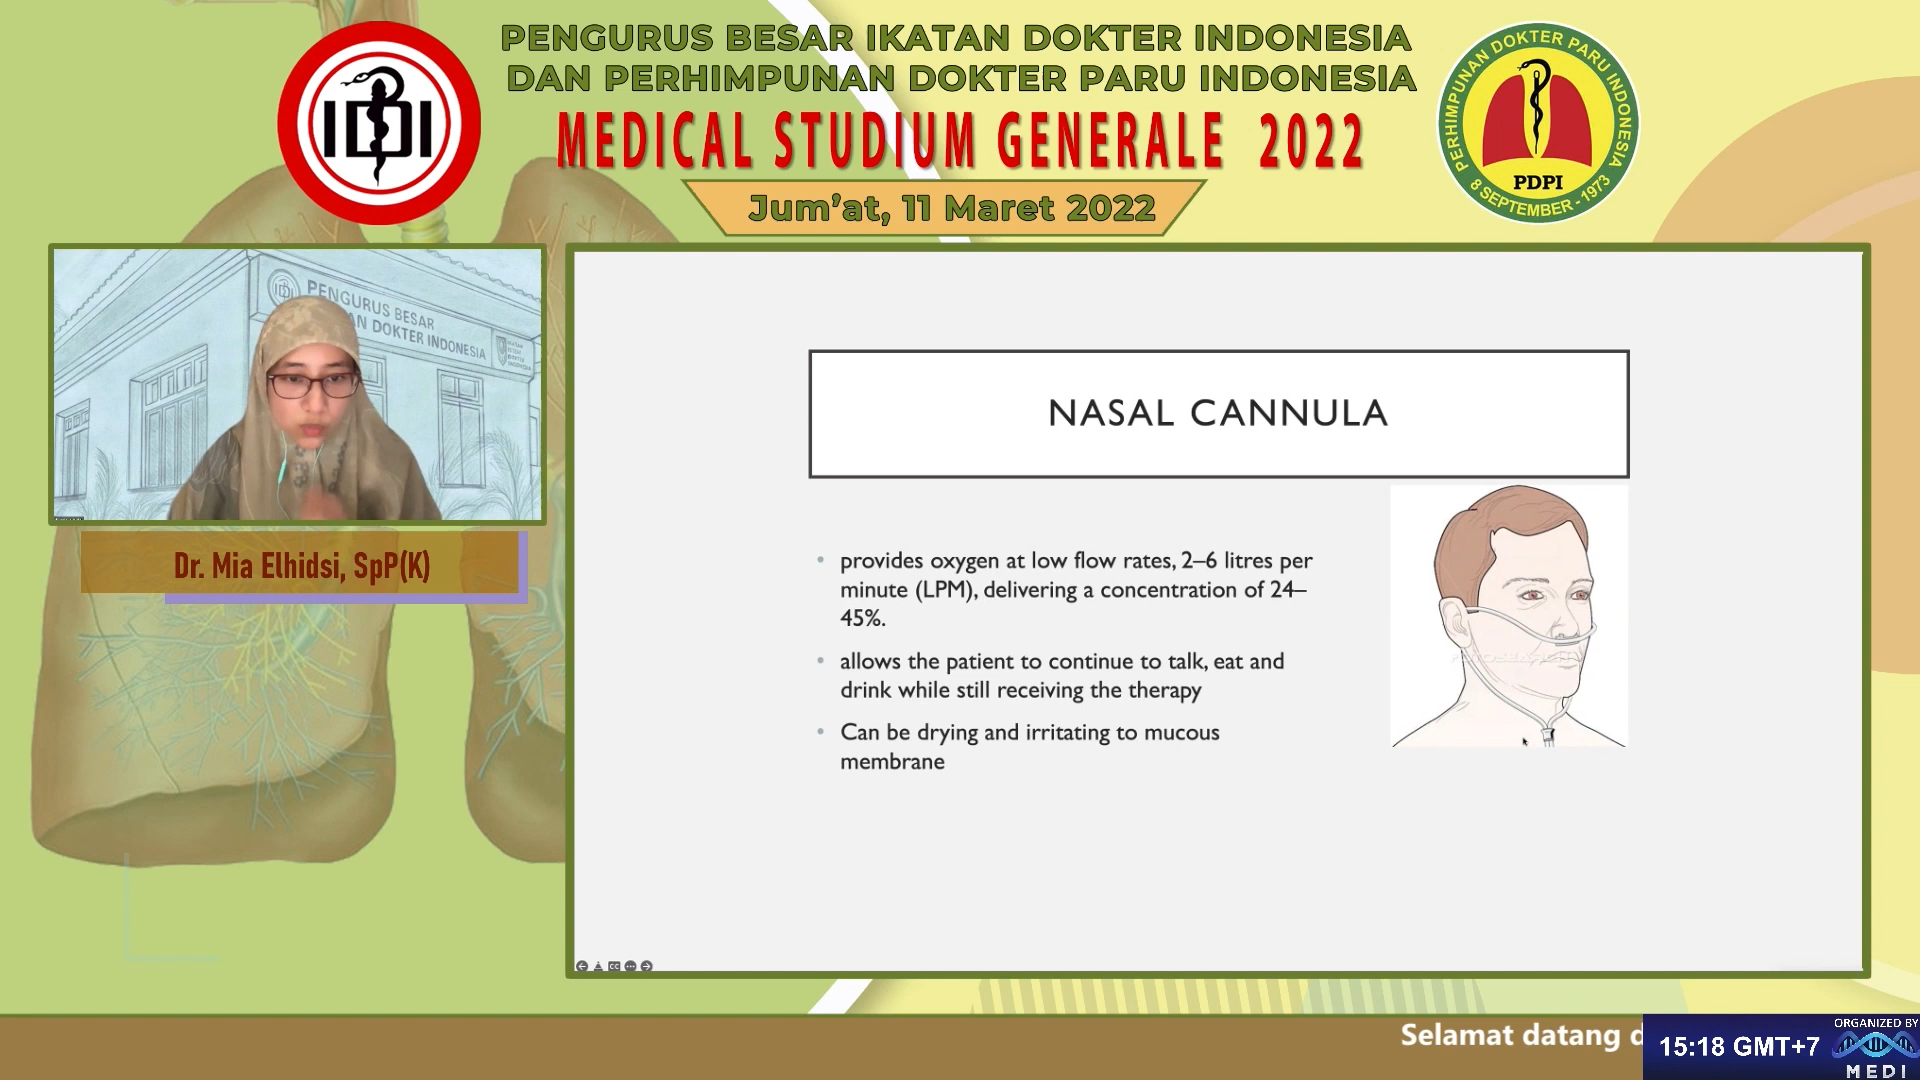 PENGURUS BESAR IKATAN DOKTER INDONESIA
DAN PERHIMPUNAN DOKTER PARU INDONESIA
MEDICAL STUDIUM GENERALE 2022
Jum'at, 11 Maret 2022
IDI
PERHIMPUNAN DOKTER PARU INDONESIA
PDPI
8 SEPTEMBER - 1973
PENGURUS BESAR
AN DOKTER INDONESIA
Dr. Mia Elhidsi, SpP(K)
NASAL CANNULA
• provides oxygen at low flow rates, 2–6 litres per
minute (LPM), delivering a concentration of 24–
45%.
• allows the patient to continue to talk, eat and
drink while still receiving the therapy
• Can be drying and irritating to mucous
membrane
Selamat datang d
15:18 GMT+7
ORGANIZED BY
MEDI